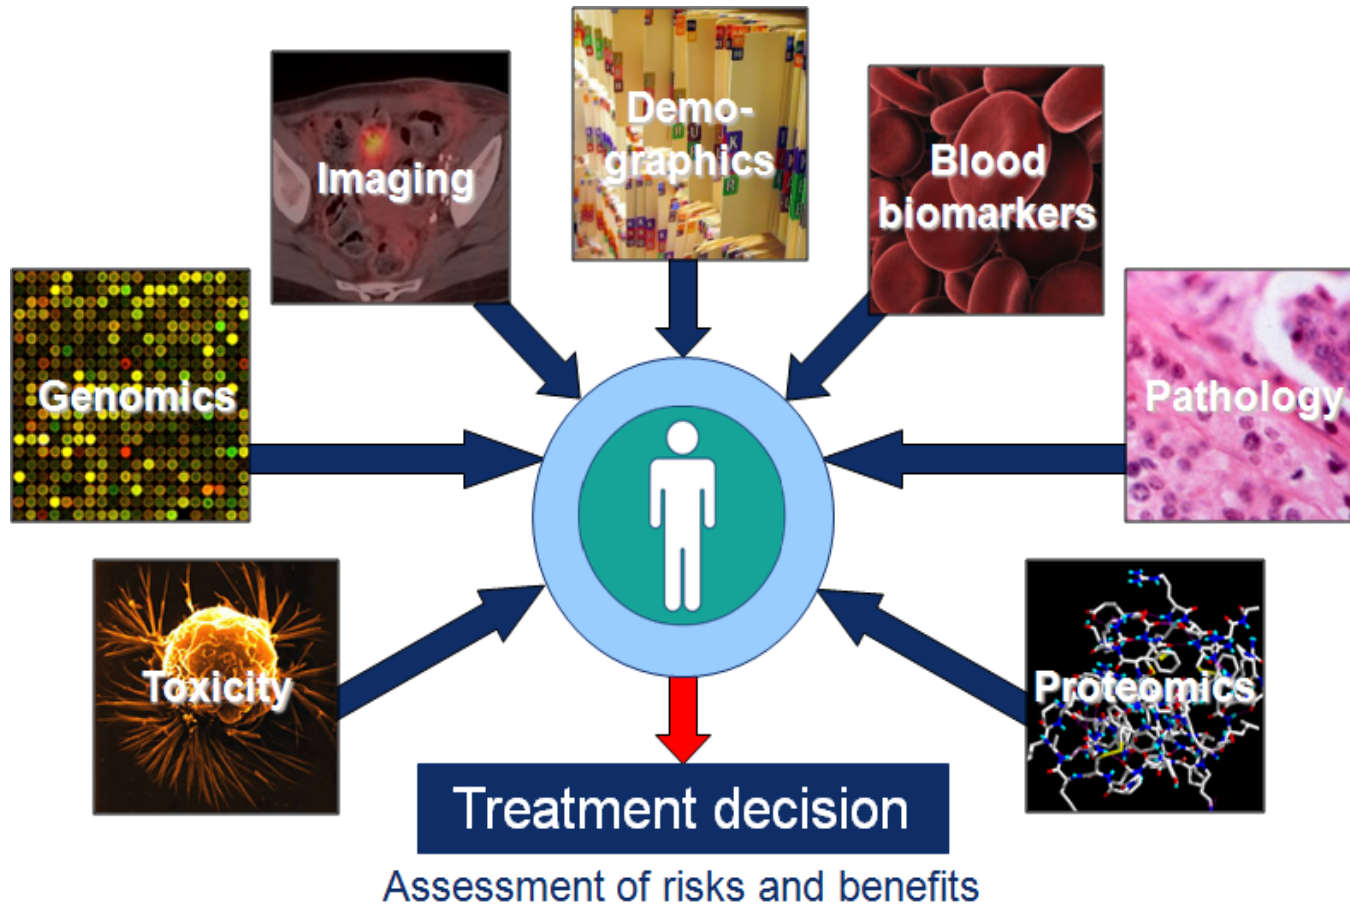 Demo-
graphics
Imaging
Blood
biomarkers
Genomics
Pathology
Toxicity
Proteomics
Treatment decision
Assessment of risks and benefits